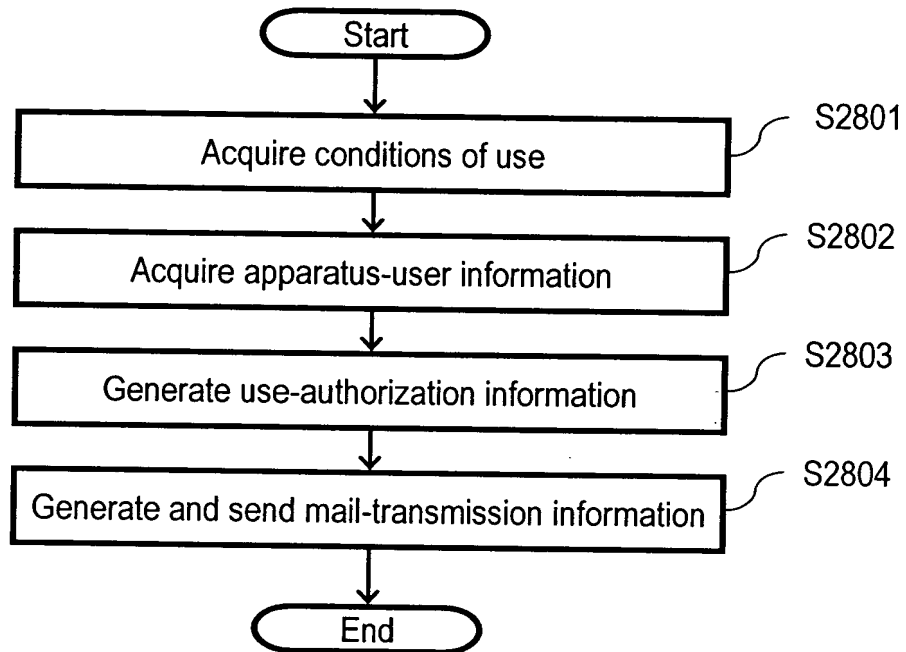 Start
Acquire conditions of use
S2801
Acquire apparatus-user information
S2802
Generate use-authorization information
S2803
Generate and send mail-transmission information
S2804
End